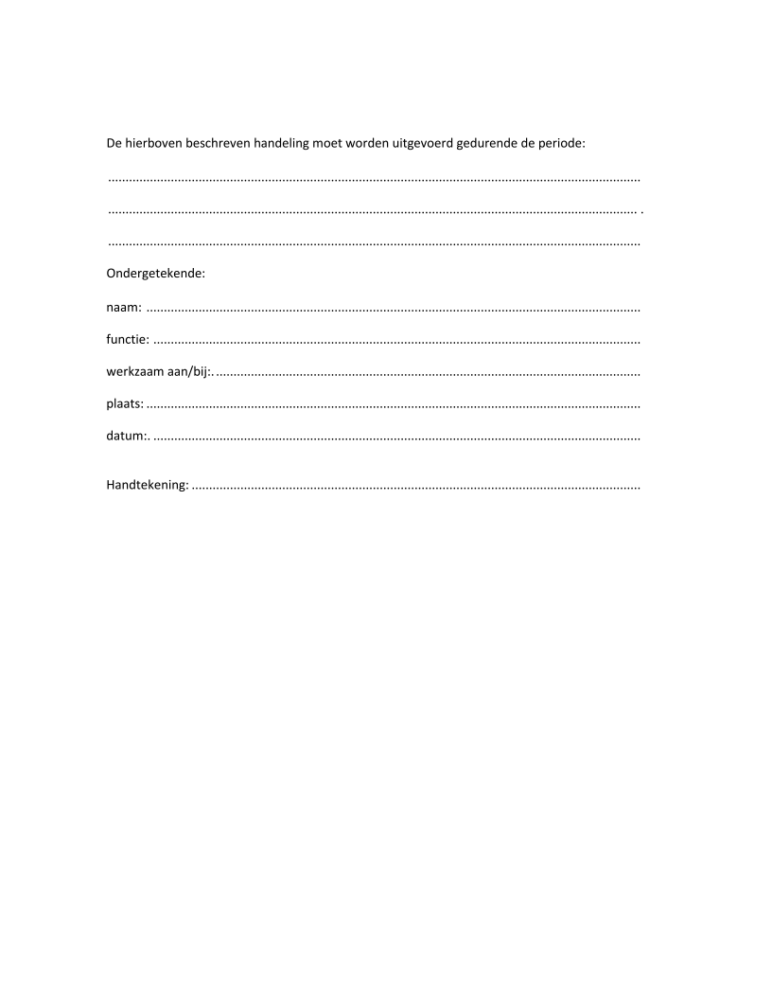 De hierboven beschreven handeling moet worden uitgevoerd gedurende de periode:
..........................................................................................................................................................
......................................................................................................................................................... .
..........................................................................................................................................................
Ondergetekende:
naam: ...............................................................................................................................................
functie: .............................................................................................................................................
werkzaam aan/bij:. ...........................................................................................................................
plaats: ...............................................................................................................................................
datum:. .............................................................................................................................................
Handtekening: ..................................................................................................................................